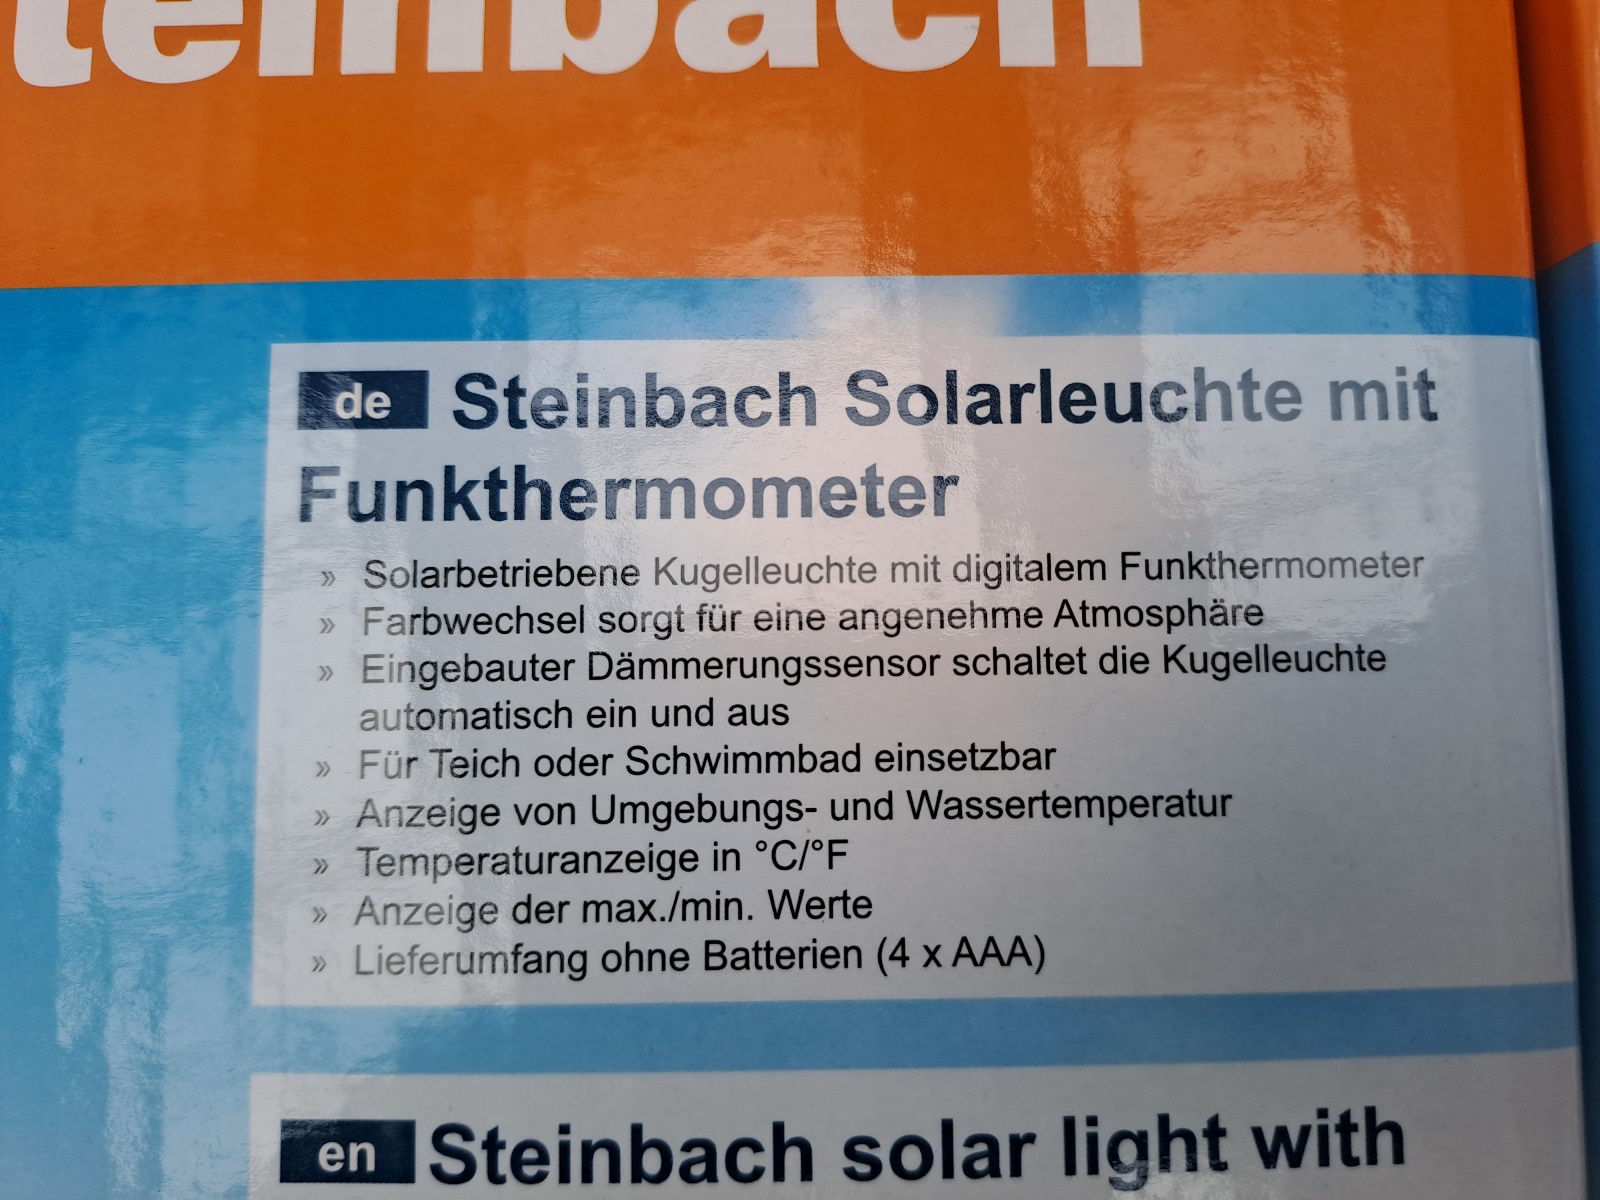 teinbach
de Steinbach Solarleuchte mit
Funkthermometer
» Solarbetriebene Kugelleuchte mit digitalem Funkthermometer
» Farbwechsel sorgt für eine angenehme Atmosphäre
» Eingebauter Dämmerungssensor schaltet die Kugelleuchte
automatisch ein und aus
» Für Teich oder Schwimmbad einsetzbar
» Anzeige von Umgebungs- und Wassertemperatur
» Temperaturanzeige in °C/°F
» Anzeige der max./min. Werte
» Lieferumfang ohne Batterien (4 x AAA)
en Steinbach solar light with